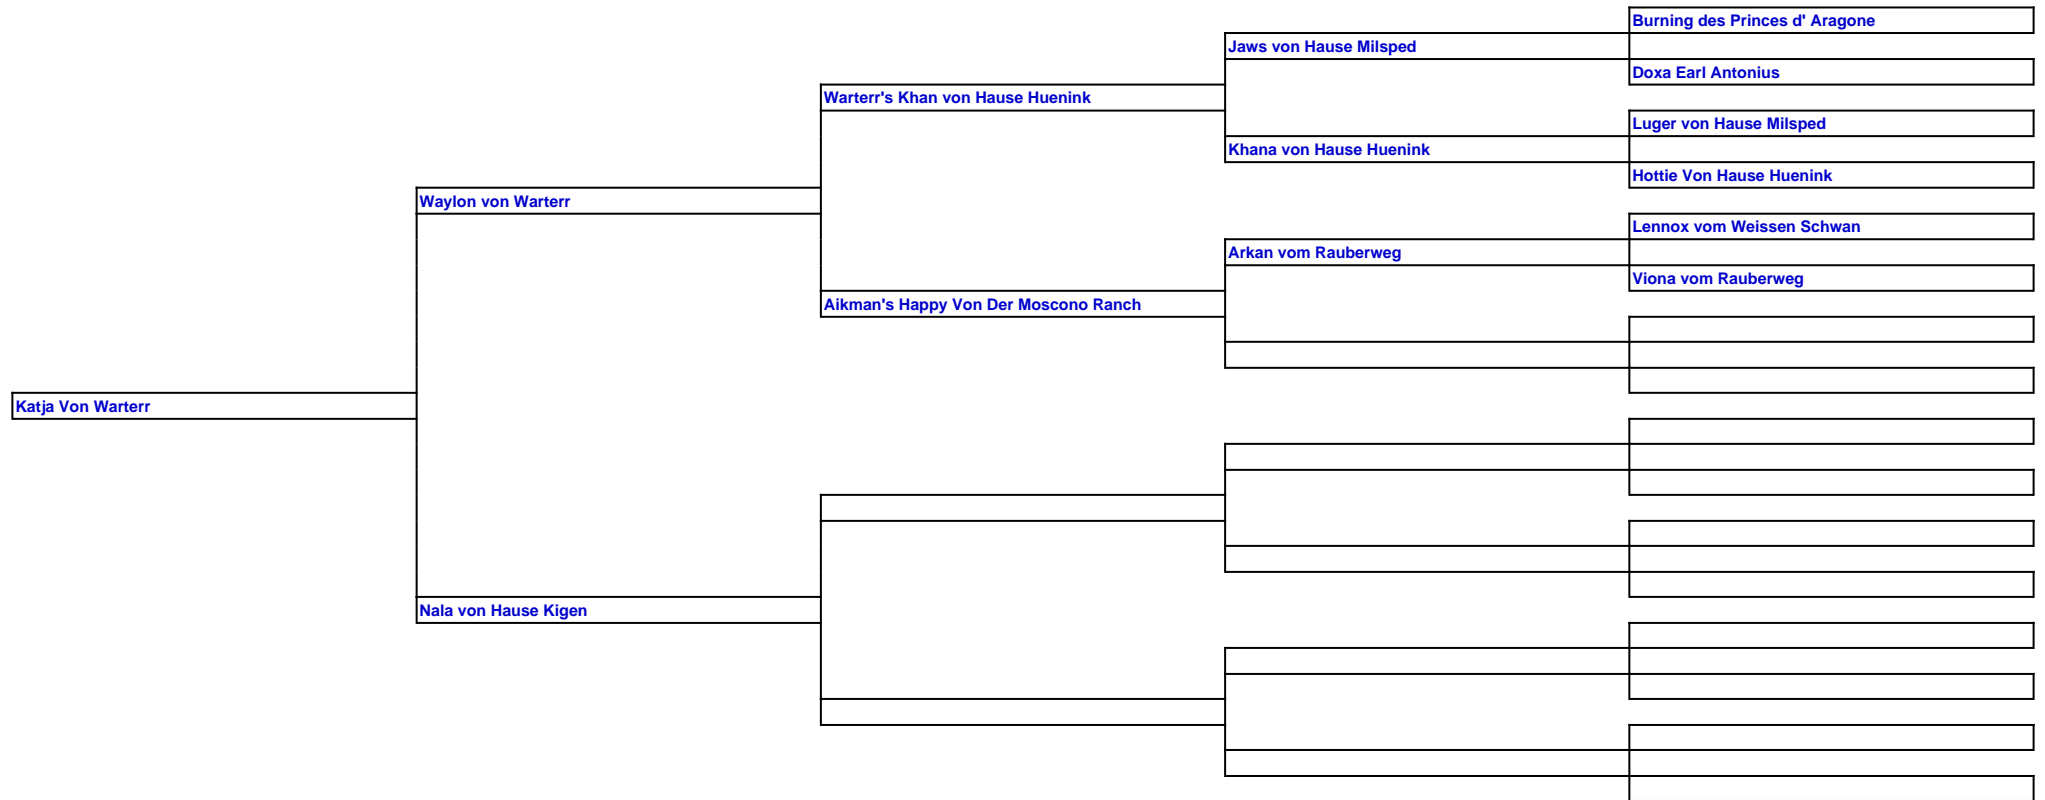 Burning des Princes d' Aragone
Jaws von Hause Milsped
Doxa Earl Antonius
Warterr's Khan von Hause Huenink
Luger von Hause Milsped
Khana von Hause Huenink
Hottie Von Hause Huenink
Waylon von Warterr
Lennox vom Weissen Schwan
Arkan vom Rauberweg
Viona vom Rauberweg
Aikman's Happy Von Der Moscono Ranch
Katja Von Warterr
Nala von Hause Kigen